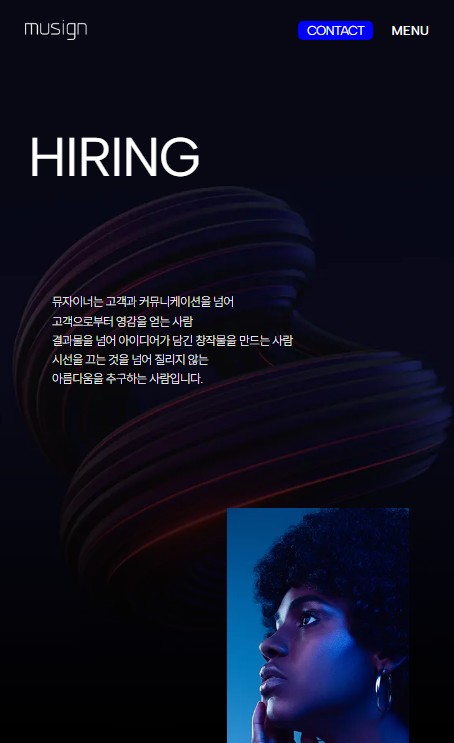 musign
CONTACT
MENU
HIRING
뮤자이너는 고객과 커뮤니케이션을 넘어
고객으로부터 영감을 얻는 사람
결과물을 넘어 아이디어가 담긴 창작물을 만드는 사람
시선을 끄는 것을 넘어 질리지 않는
아름다움을 추구하는 사람입니다.